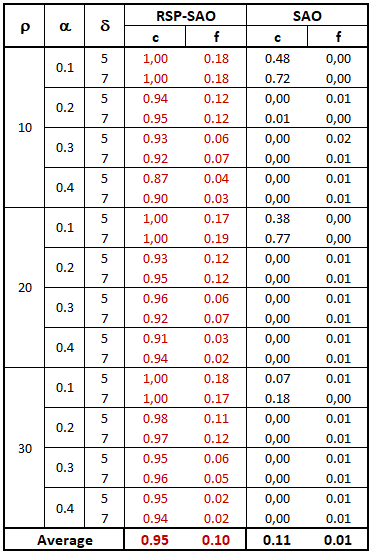 ρ α δ RSP-SAO SAO
c f c f
10 0.1 5 1,00 0.18 0.48 0,00
7 1,00 0.18 0.72 0,00
0.2 5 0.94 0.12 0,00 0.01
7 0.95 0.12 0.01 0,00
0.3 5 0.93 0.06 0,00 0.02
7 0.92 0.07 0,00 0.01
0.4 5 0.87 0.04 0,00 0.01
7 0.90 0.03 0,00 0.01
20 0.1 5 1,00 0.17 0.38 0,00
7 1,00 0.19 0.77 0,00
0.2 5 0.93 0.12 0,00 0.01
7 0.95 0.12 0,00 0.01
0.3 5 0.96 0.06 0,00 0.01
7 0.92 0.07 0,00 0.01
0.4 5 0.91 0.03 0,00 0.01
7 0.94 0.02 0,00 0.01
30 0.1 5 1,00 0.18 0.07 0.01
7 1,00 0.17 0.18 0,00
0.2 5 0.98 0.11 0,00 0.01
7 0.97 0.12 0,00 0.01
0.3 5 0.95 0.06 0,00 0.01
7 0.96 0.05 0,00 0.01
0.4 5 0.95 0.02 0,00 0.01
7 0.94 0.02 0,00 0.01
Average 0.95 0.10 0.11 0.01